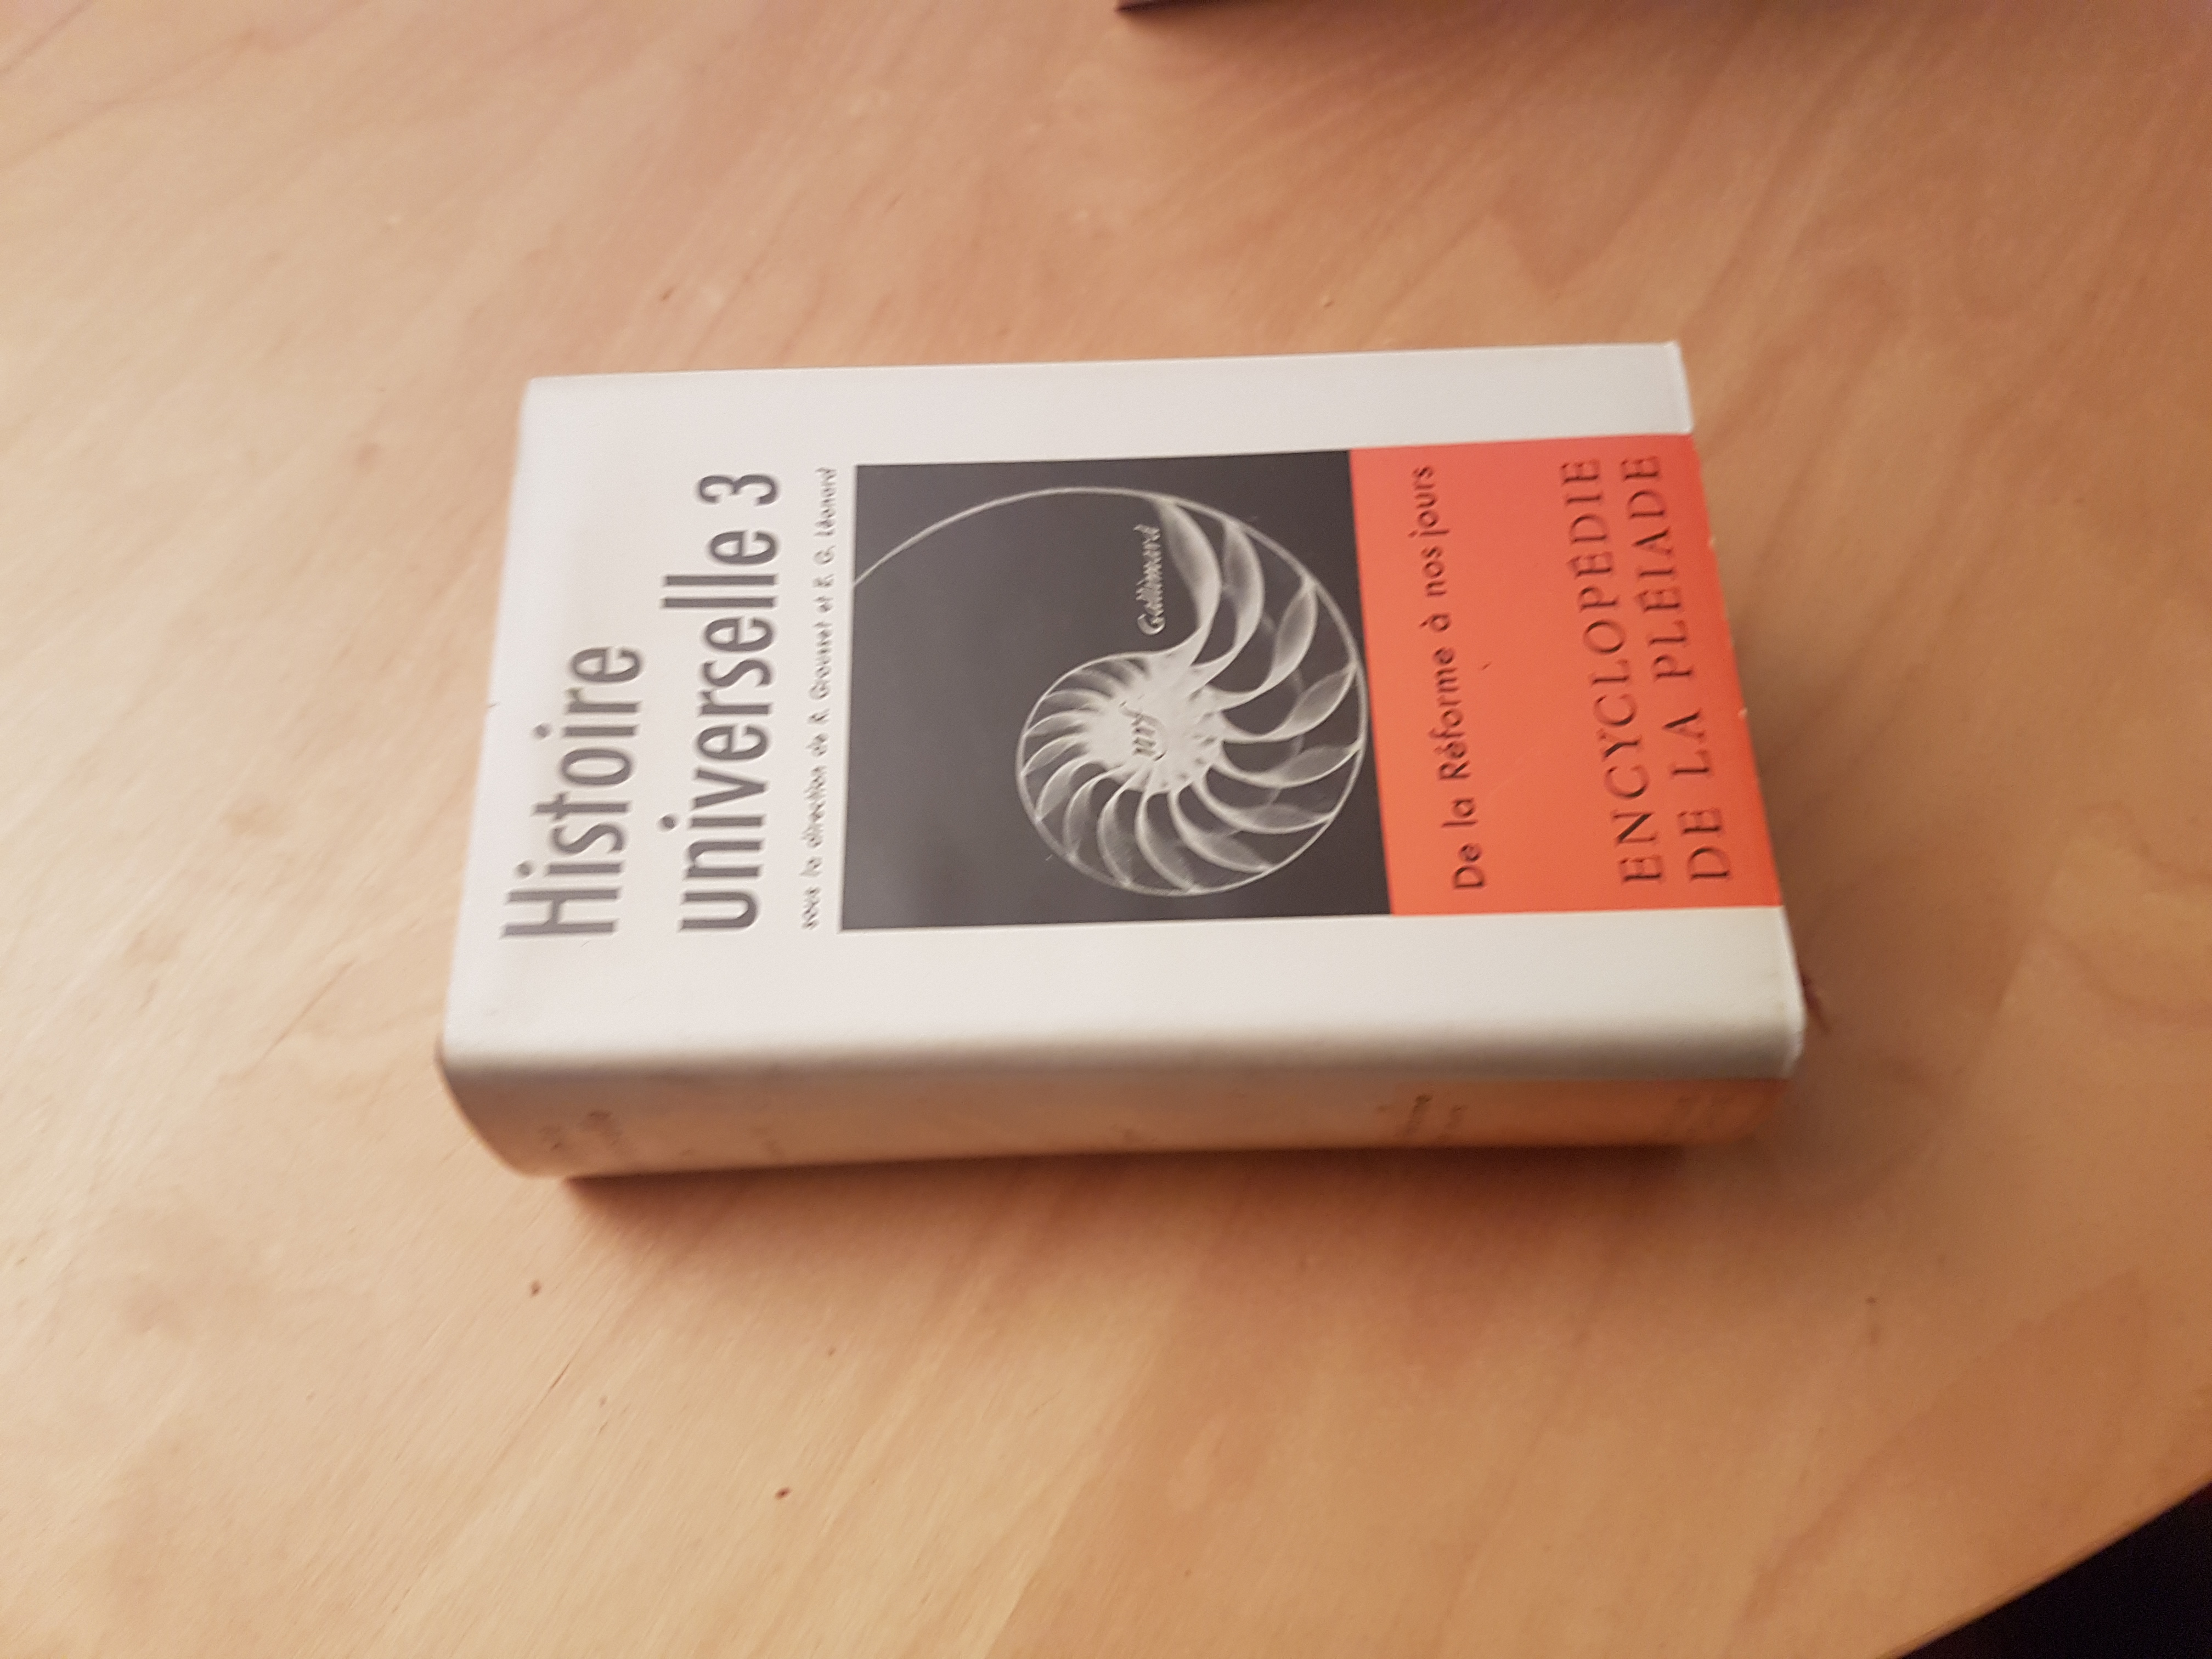 Histoire
universelle 3
sous la direction de R. Grousset et E. G. Léonard
Gallimard
nrf
De la Réforme à nos jours
ENCYCLOPÉDIE
DE LA PLÉIADE